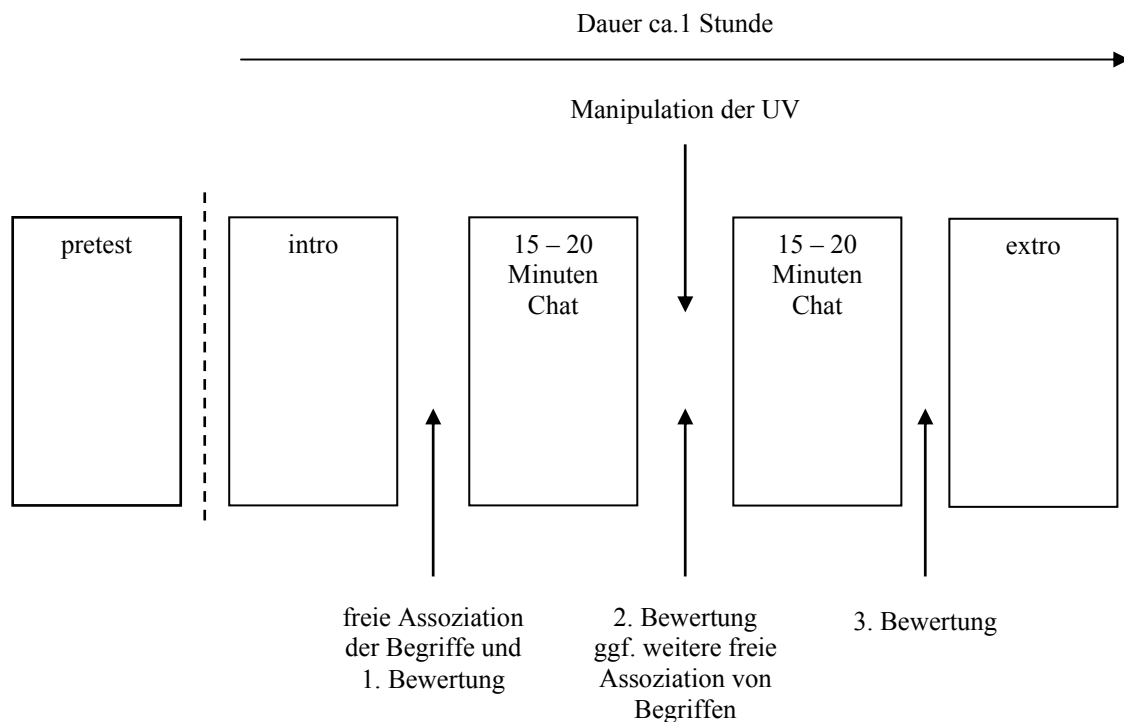 Dauer ca.1 Stunde
Manipulation der UV
pretest
intro
15 – 20
Minuten
Chat
15 – 20
Minuten
Chat
extro
freie Assoziation
der Begriffe und
1. Bewertung
2. Bewertung
ggf. weitere freie
Assoziation von
Begriffen
3. Bewertung